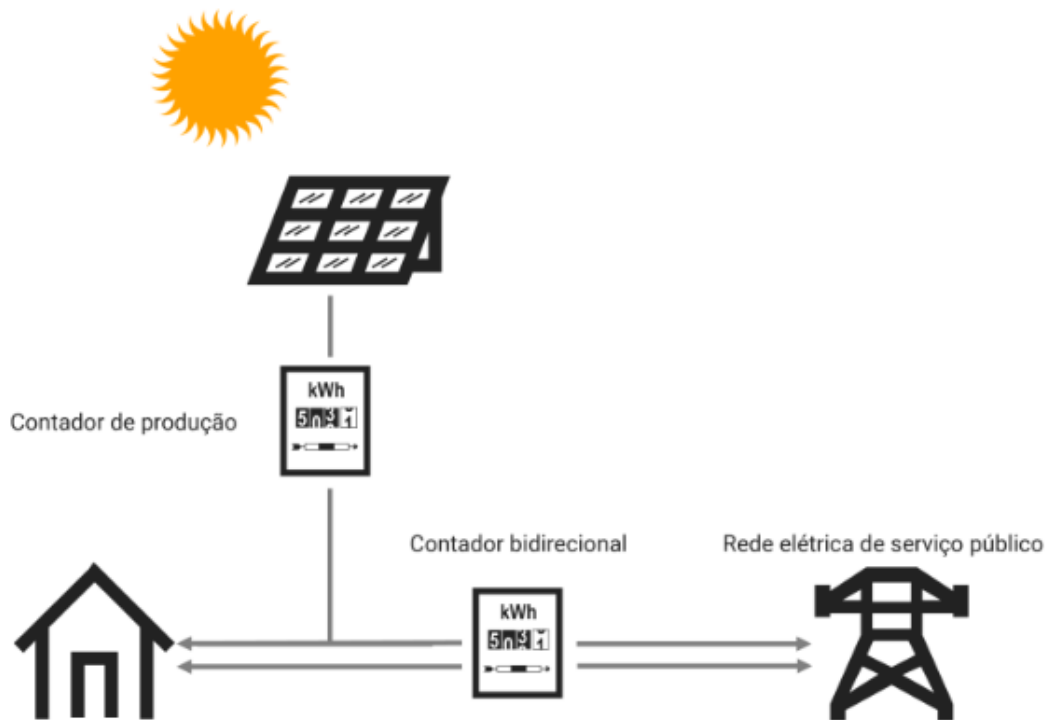 kWh
Contador de produção
Contador bidirecional
Rede elétrica de serviço público
kWh